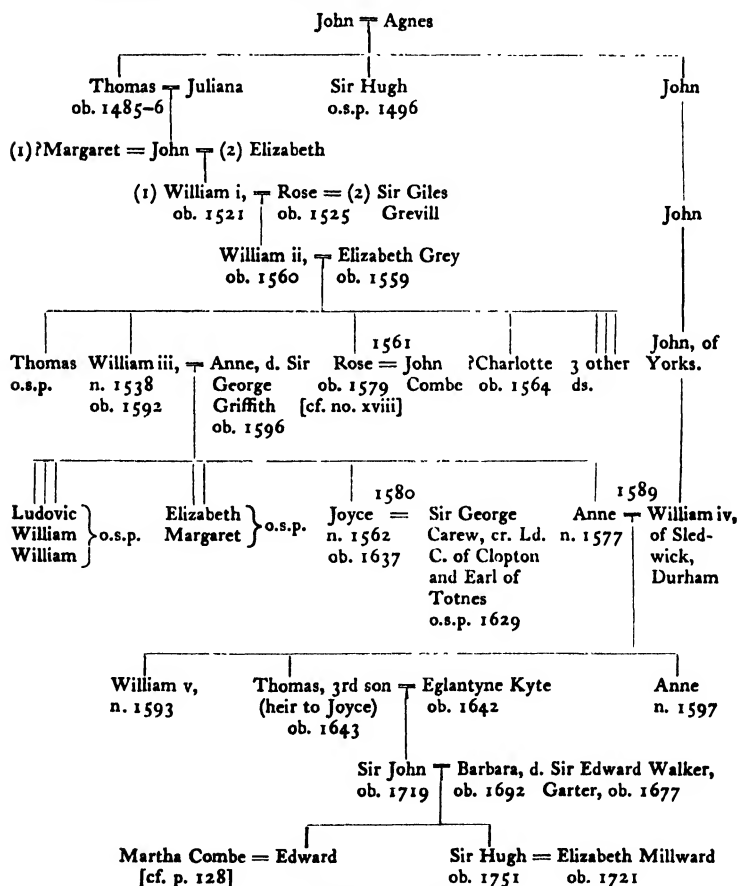 John Agnes
Thomas Juliana Sir Hugh John
ob. 1485-6 o.s.p. 1496
(1) ?Margaret = John (2) Elizabeth
(1) William i, Rose = (2) Sir Giles
ob. 1521 ob. 1525 Grevill John
William ii, Elizabeth Grey
ob. 1560 ob. 1559
1561
Thomas William iii, Anne, d. Sir Rose = John ?Charlotte 3 other John, of
o.s.p. n. 1538 George ob. 1579 Combe ob. 1564 ds. Yorks.
ob. 1592 Griffith [cf. no. xviii]
ob. 1596
1580 1589
Ludovic Elizabeth Joyce = Sir George Anne William iv,
William } o.s.p. Margaret } o.s.p. n. 1562 Carew, cr. Ld. n. 1577 of Sled-
William ob. 1637 C. of Clopton wick,
and Earl of Durham
Totnes
o.s.p. 1629
William v, Thomas, 3rd son Eglantyne Kyte Anne
n. 1593 (heir to Joyce) ob. 1642 n. 1597
ob. 1643
Sir John Barbara, d. Sir Edward Walker,
ob. 1719 ob. 1692 Garter, ob. 1677
Martha Combe = Edward Sir Hugh = Elizabeth Millward
[cf. p. 128] ob. 1751 ob. 1721